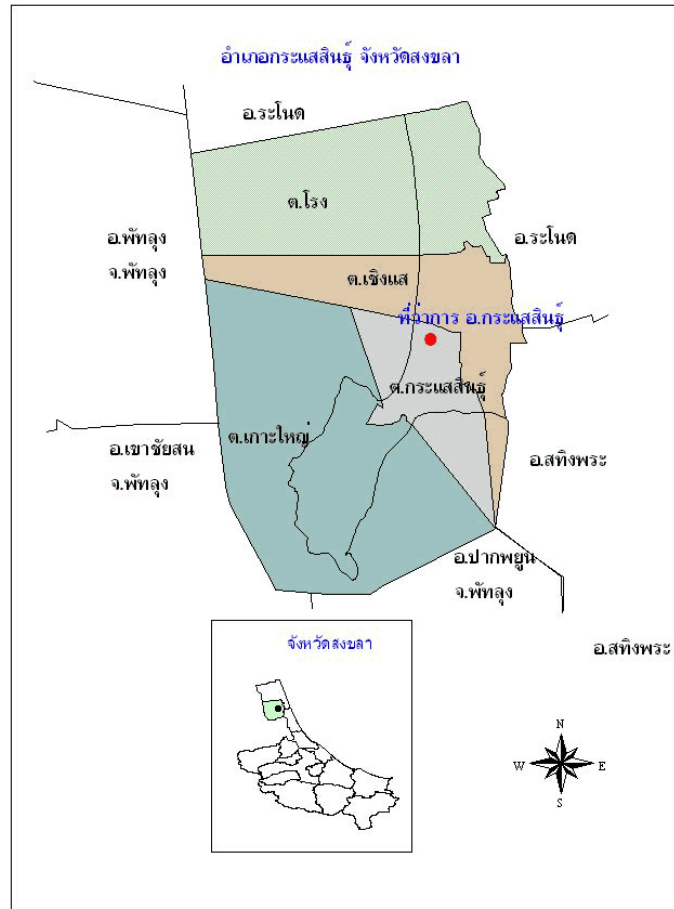 อำเภอกระแสสินธุ์ จังหวัดสงขลา
อ.ระโนด
ต.โรง
อ.พัทลุง
จ.พัทลุง
อ.ระโนด
ต.เชิงแส
ที่ว่าการ อ.กระแสสินธุ์
ต.กระแสสินธุ์
ต.เกาะใหญ่
อ.เขาชัยสน
จ.พัทลุง
อ.สทิงพระ
อ.ปากพยูน
จ.พัทลุง
อ.สทิงพระ
จังหวัดสงขลา
N
W E
S